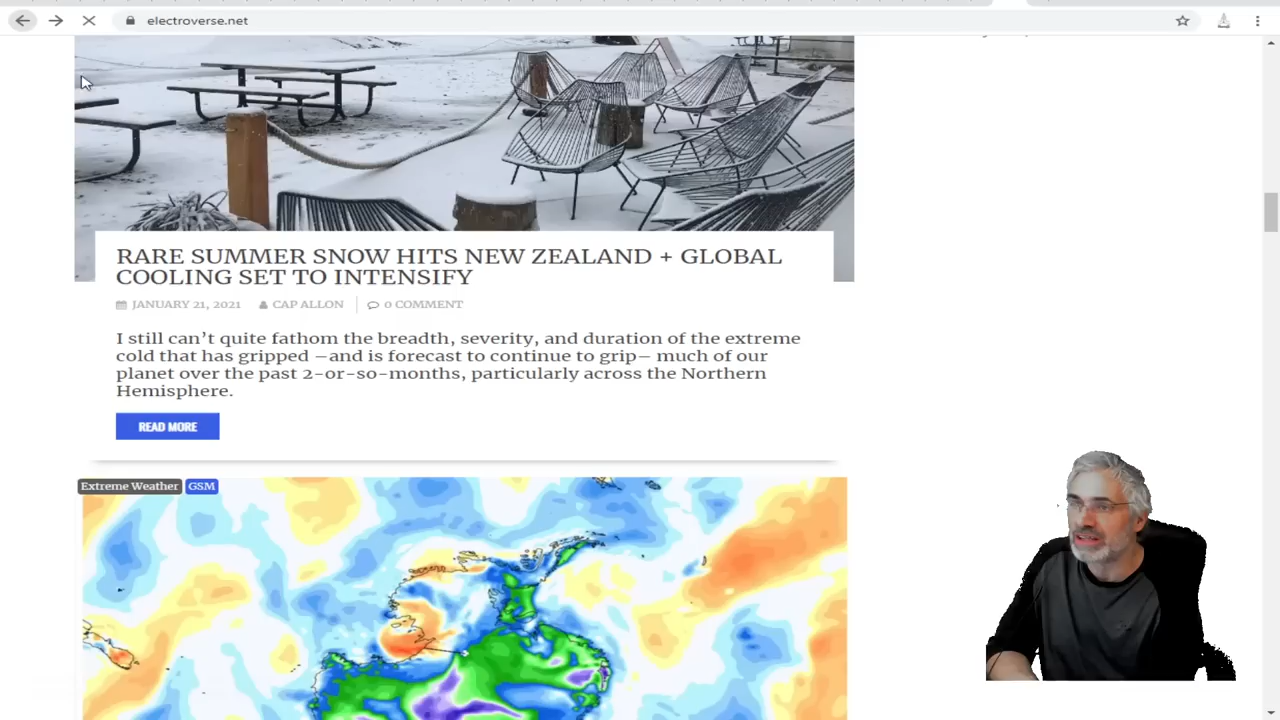 electroverse.net
RARE SUMMER SNOW HITS NEW ZEALAND + GLOBAL
COOLING SET TO INTENSIFY
JANUARY 21, 2021 CAP ALLON 0 COMMENT
I still can’t quite fathom the breadth, severity, and duration of the extreme
cold that has gripped –and is forecast to continue to grip– much of our
planet over the past 2-or-so-months, particularly across the Northern
Hemisphere.
READ MORE
Extreme Weather GSM